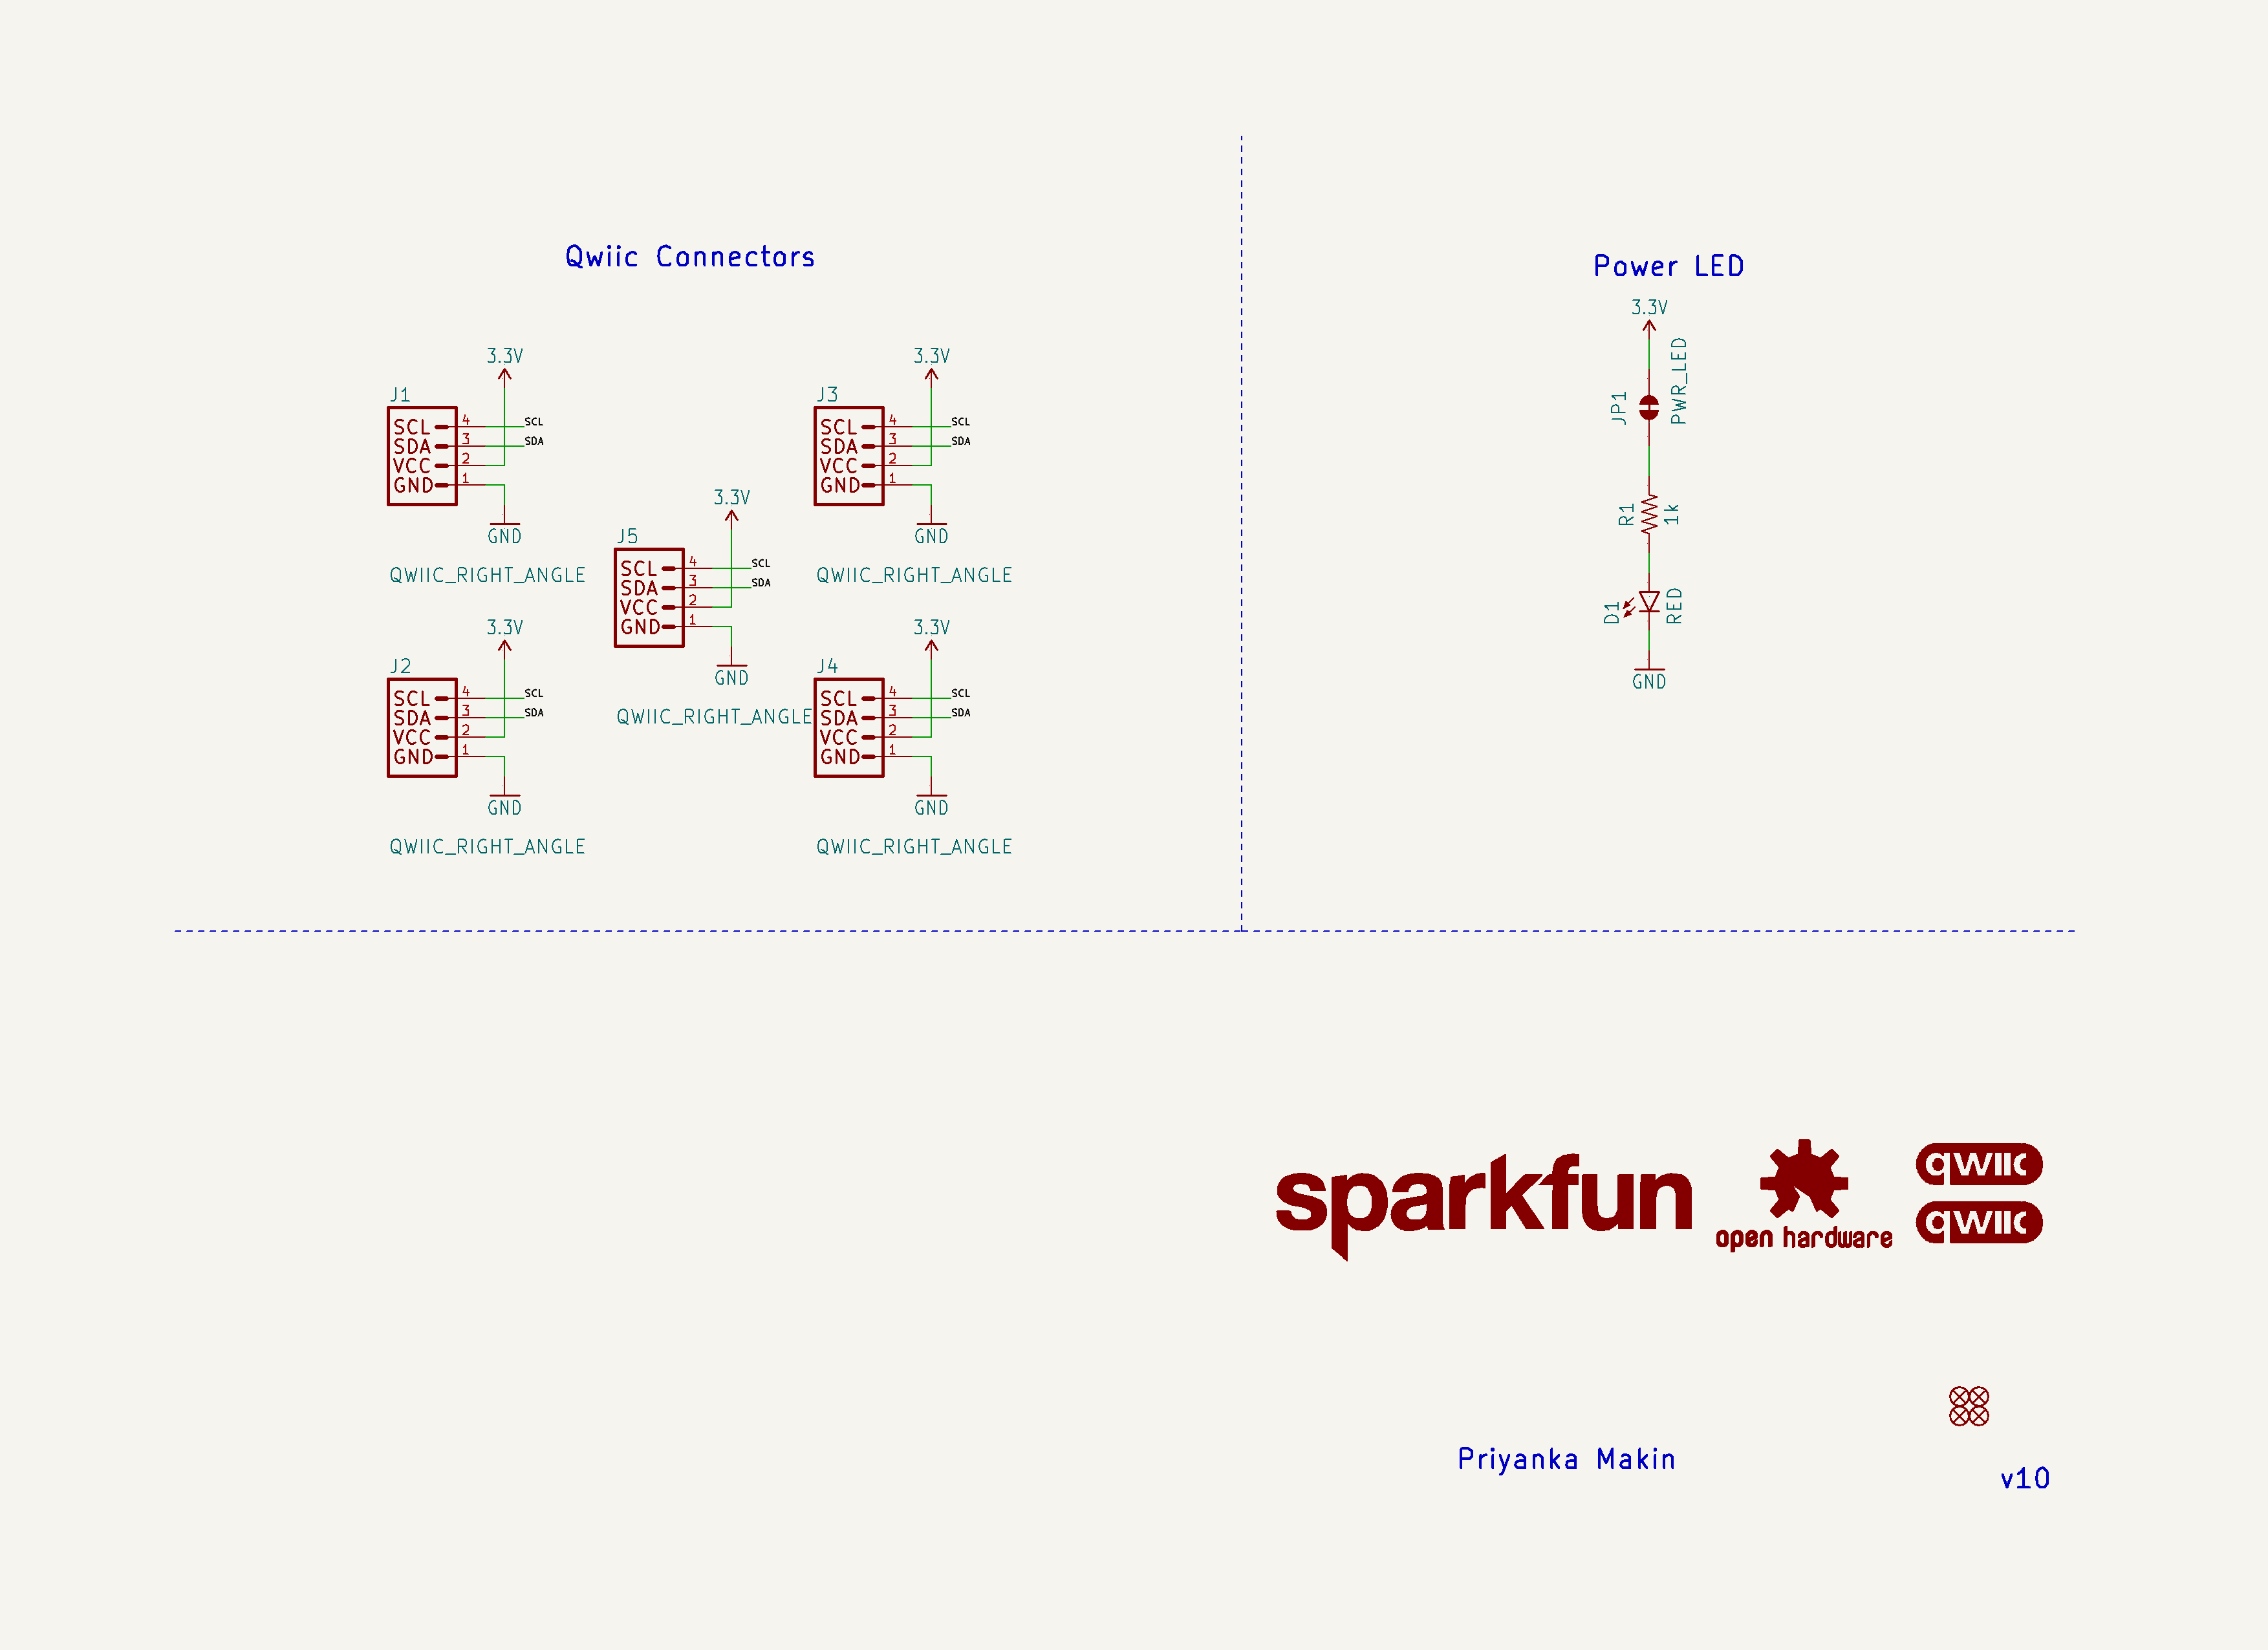 Qwiic Connectors
3.3V
J1
SCL 4 SCL
SDA 3 SDA
VCC 2
GND 1
GND
QWIIC_RIGHT_ANGLE
3.3V
J3
SCL 4 SCL
SDA 3 SDA
VCC 2
GND 1
GND
QWIIC_RIGHT_ANGLE
3.3V
J5
SCL 4 SCL
SDA 3 SDA
VCC 2
GND 1
GND
QWIIC_RIGHT_ANGLE
3.3V
J2
SCL 4 SCL
SDA 3 SDA
VCC 2
GND 1
GND
QWIIC_RIGHT_ANGLE
3.3V
J4
SCL 4 SCL
SDA 3 SDA
VCC 2
GND 1
GND
QWIIC_RIGHT_ANGLE
Power LED
3.3V
JP1
PWR_LED
R1
1k
D1
RED
GND
sparkfun
open hardware
qwiic
qwiic
Priyanka Makin
v10